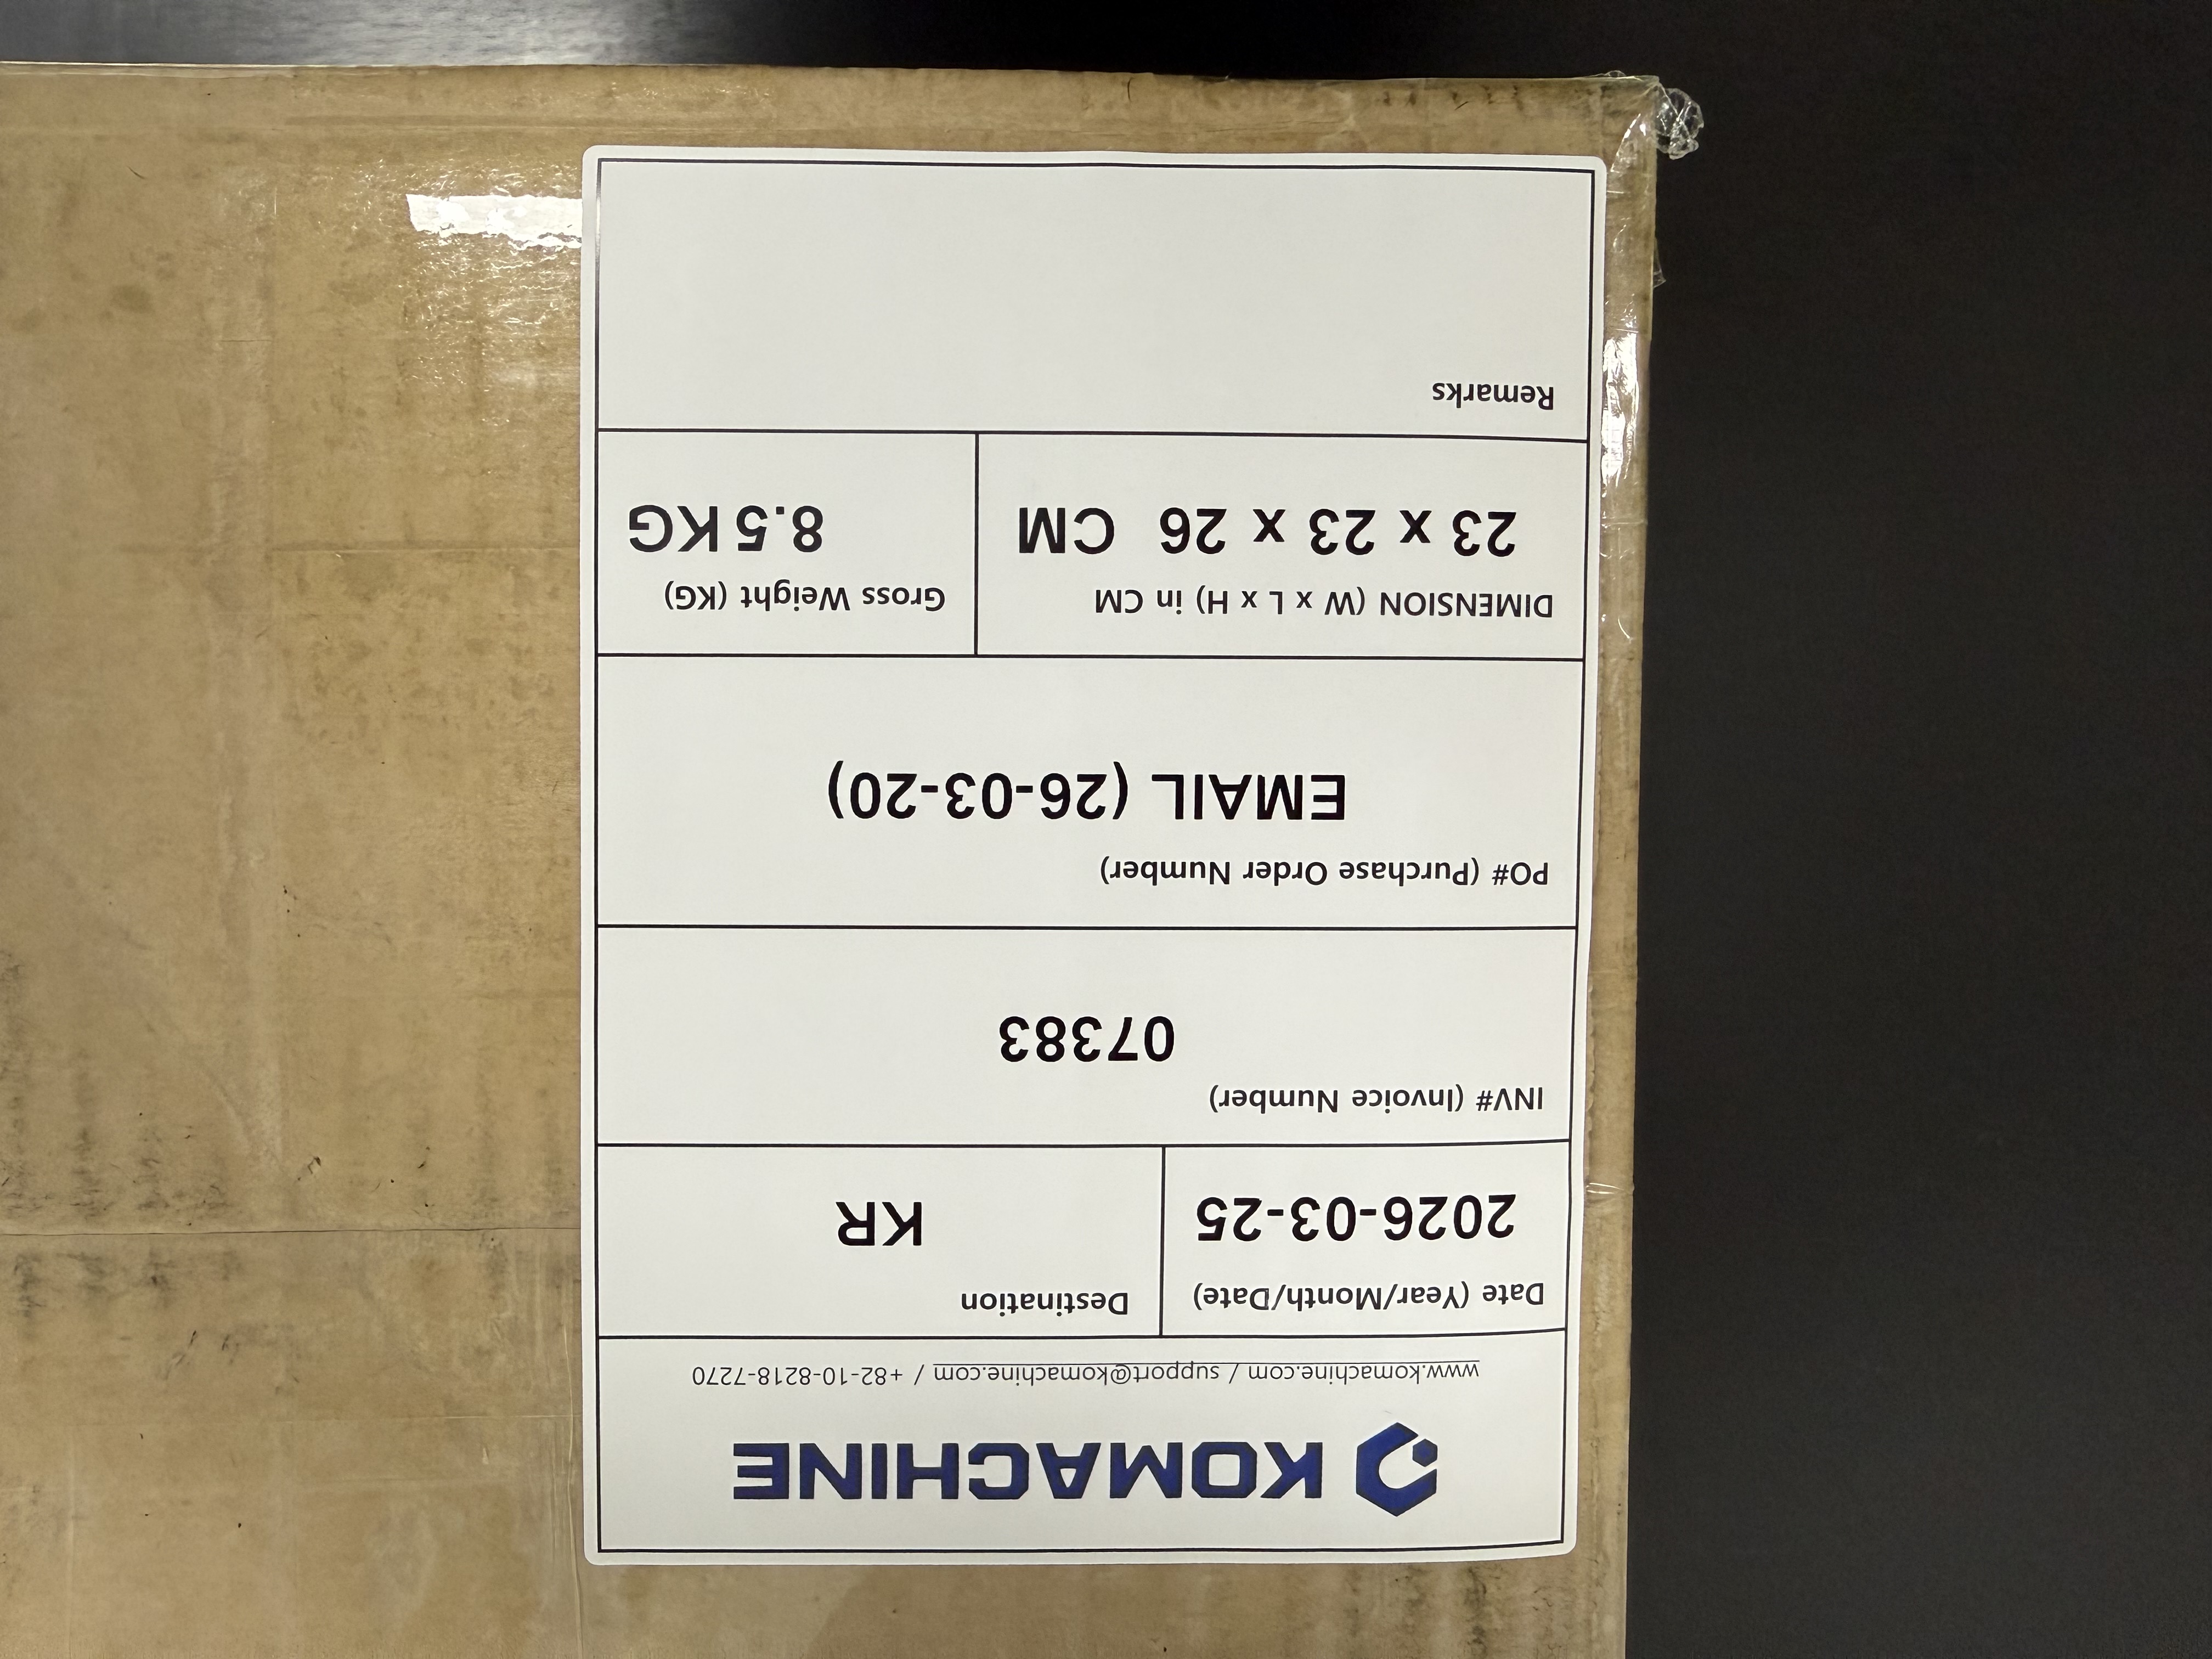 KOMACHINE
www.komachine.com / support@komachine.com / +82-10-8218-7270
Date (Year/Month/Date)
2026-03-25
Destination
KR
INV# (Invoice Number)
07383
PO# (Purchase Order Number)
EMAIL (26-03-20)
DIMENSION (W x L x H) in CM
23 x 23 x 26 CM
Gross Weight (KG)
8.5 KG
Remarks